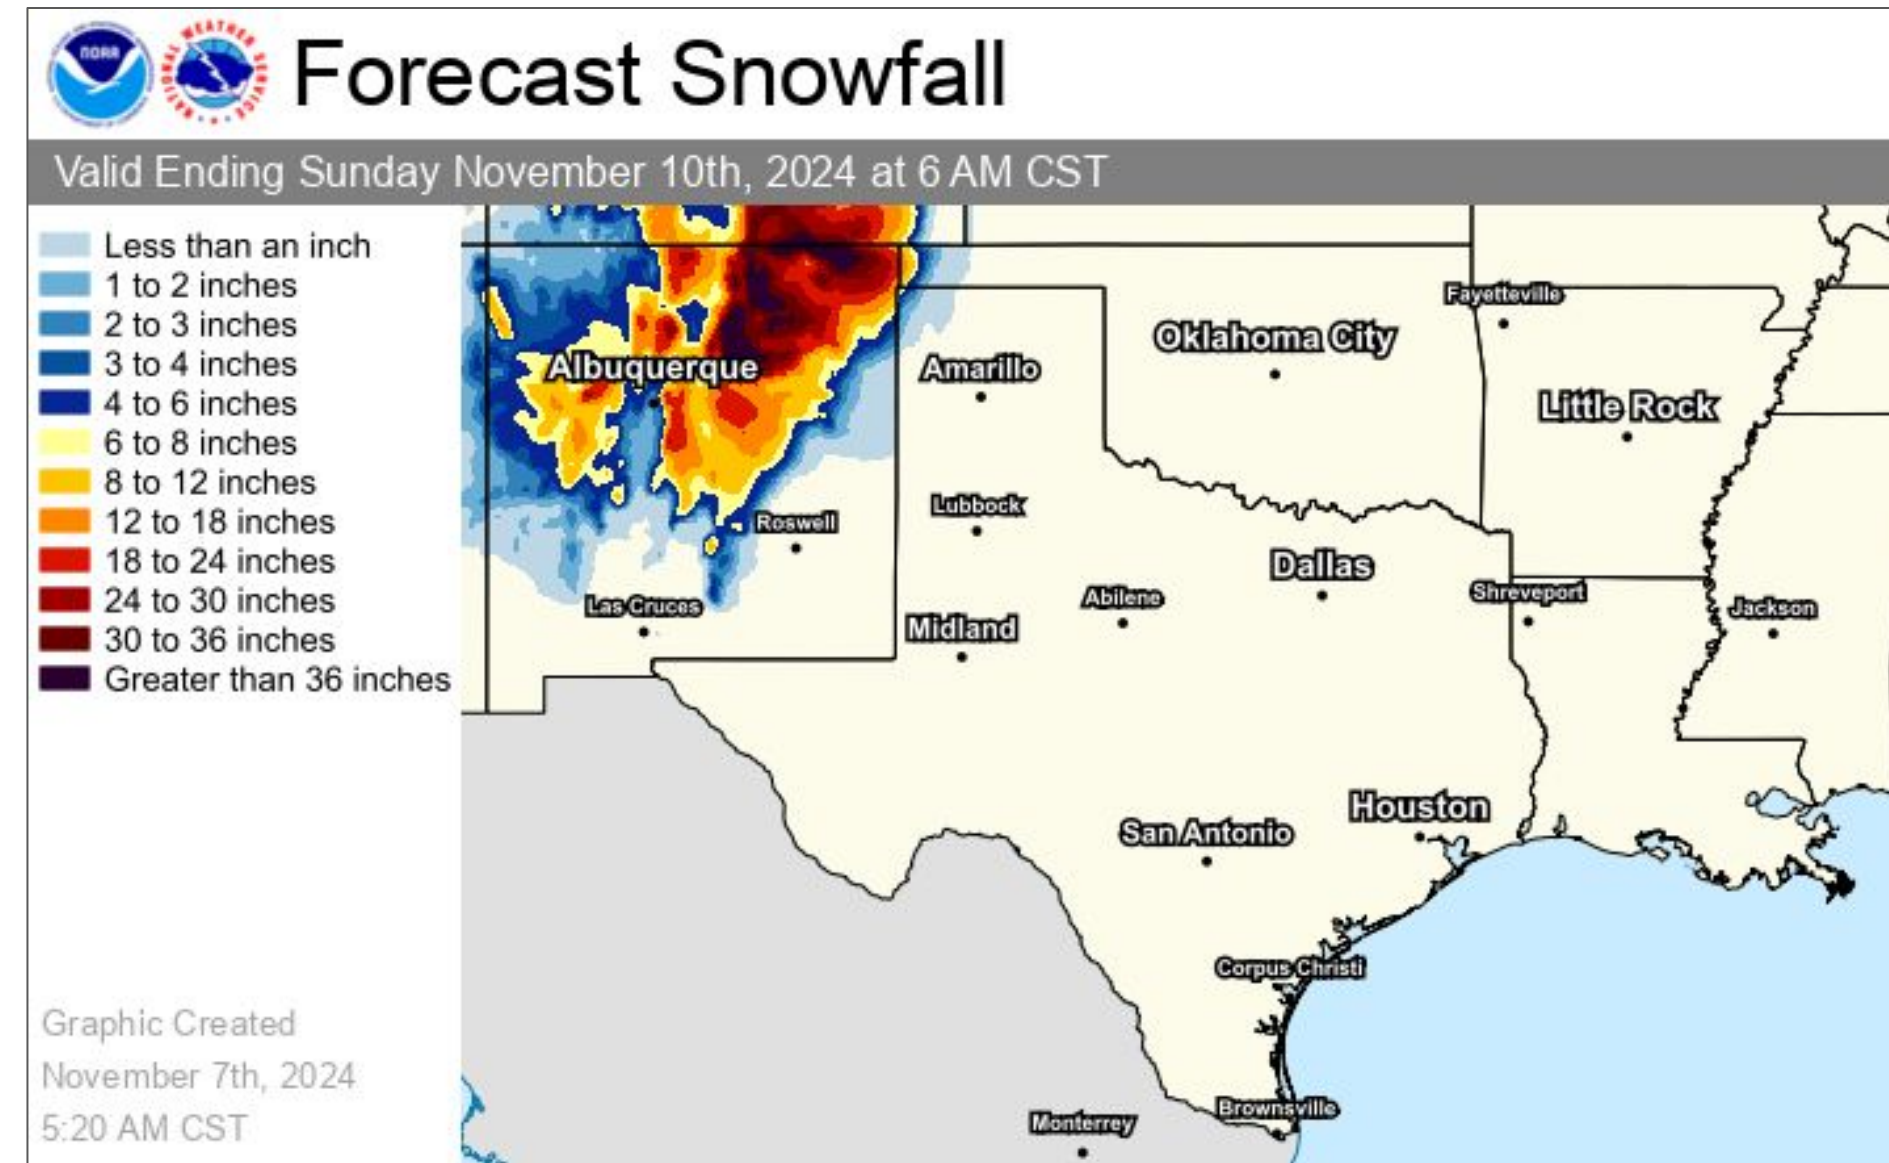 NOAA
NATIONAL WEATHER SERVICE
Forecast Snowfall
Valid Ending Sunday November 10th, 2024 at 6 AM CST
Less than an inch
1 to 2 inches
2 to 3 inches
3 to 4 inches
4 to 6 inches
6 to 8 inches
8 to 12 inches
12 to 18 inches
18 to 24 inches
24 to 30 inches
30 to 36 inches
Greater than 36 inches
Fayetteville
Oklahoma City
Albuquerque
Amarillo
Little Rock
Lubbock
Roswell
Dallas
Shreveport
Abilene
Las Cruces
Jackson
Midland
Houston
San Antonio
Corpus Christi
Brownsville
Monterrey
Graphic Created
November 7th, 2024
5:20 AM CST